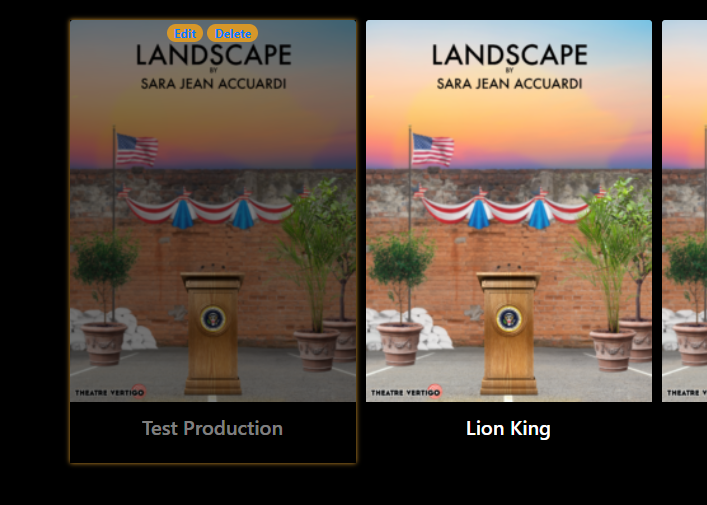 Edit Delete
LANDSCAPE
BY
SARA JEAN ACCUARDI
THEATRE VERTIGO
Test Production
LANDSCAPE
BY
SARA JEAN ACCUARDI
THEATRE VERTIGO
Lion King
THEATRE